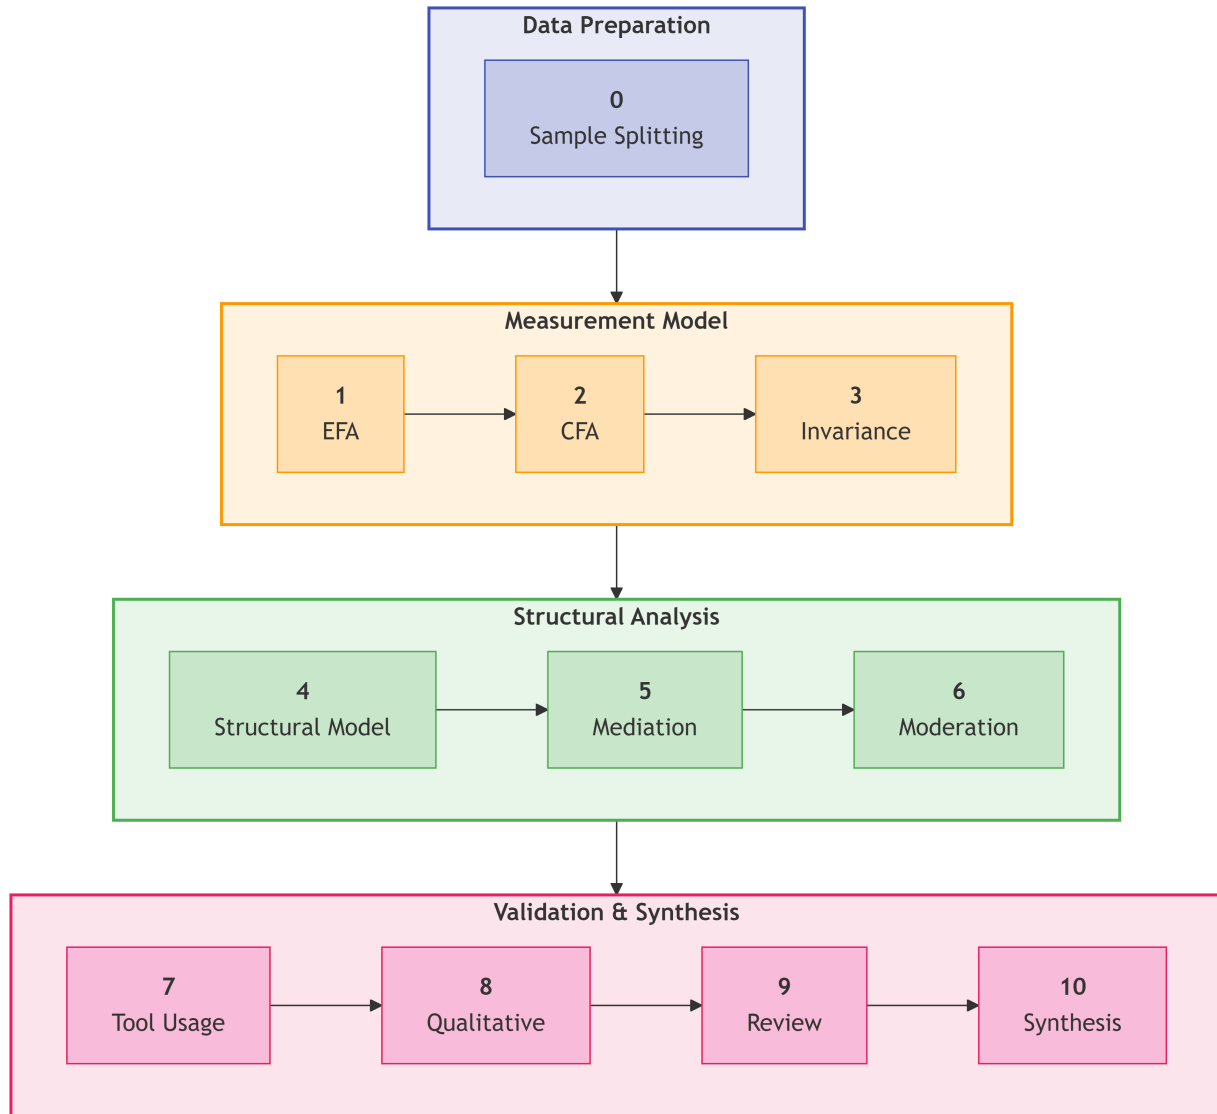 Data Preparation
0
Sample Splitting
Measurement Model
1
EFA
2
CFA
3
Invariance
Structural Analysis
4
Structural Model
5
Mediation
6
Moderation
Validation & Synthesis
7
Tool Usage
8
Qualitative
9
Review
10
Synthesis